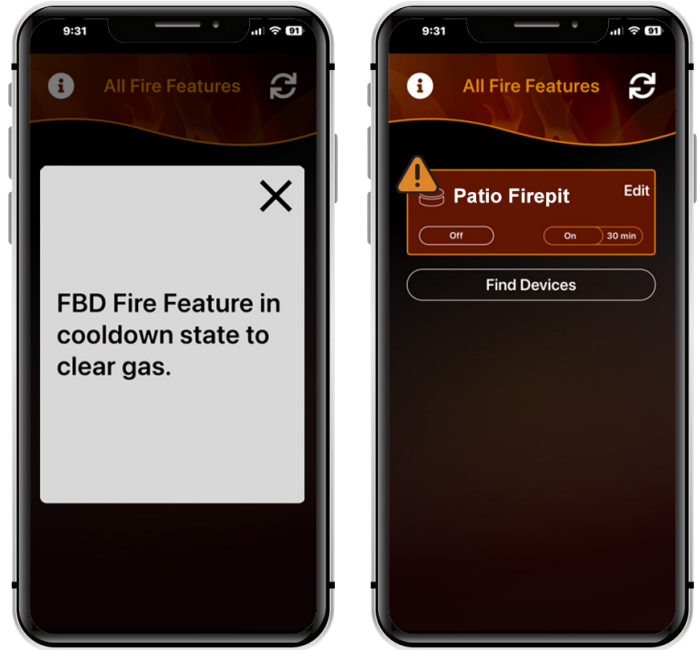 9:31
91
All Fire Features
FBD Fire Feature in
cooldown state to
clear gas.
9:31
91
All Fire Features
Patio Firepit
Edit
Off
On
30 min
Find Devices